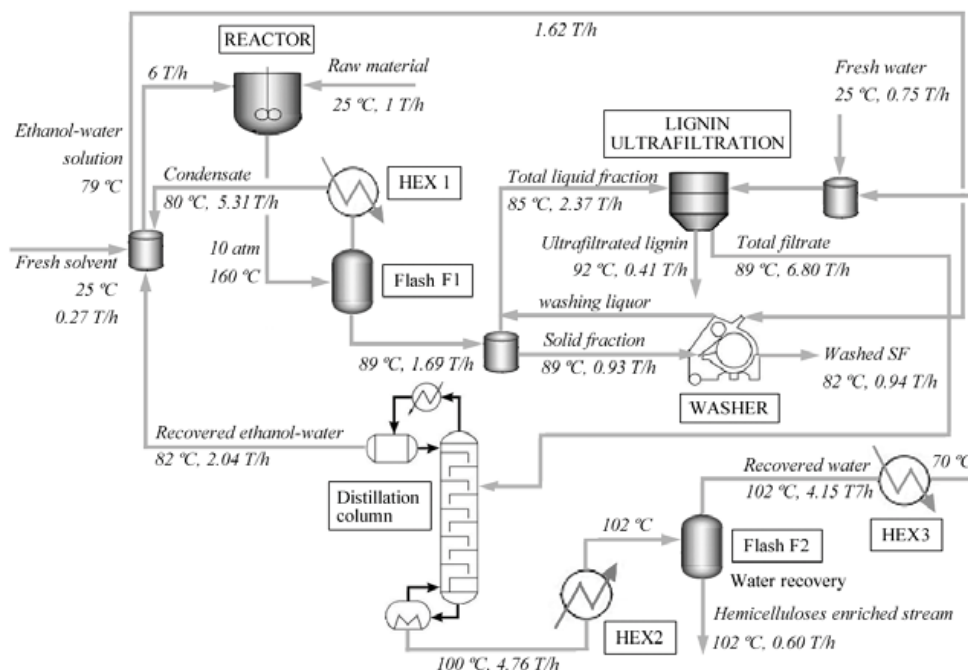 1.62 T/h
REACTOR
6 T/h
Raw material
25 ºC, 1 T/h
Fresh water
25 ºC, 0.75 T/h
Ethanol-water
solution
79 ºC
LIGNIN
ULTRAFILTRATION
Condensate
80 ºC, 5.31 T/h
HEX 1
Total liquid fraction
85 ºC, 2.37 T/h
10 atm
160 ºC
Flash F1
Ultrafiltrated lignin
92 ºC, 0.41 T/h
Total filtrate
89 ºC, 6.80 T/h
Fresh solvent
25 ºC
0.27 T/h
washing liquor
89 ºC, 1.69 T/h
Solid fraction
89 ºC, 0.93 T/h
Washed SF
82 ºC, 0.94 T/h
WASHER
Recovered ethanol-water
82 ºC, 2.04 T/h
Distillation
column
Recovered water
102 ºC, 4.15 T7h
70 ºC
HEX3
102 ºC
Flash F2
Water recovery
HEX2
Hemicelluloses enriched stream
102 ºC, 0.60 T/h
100 ºC, 4.76 T/h